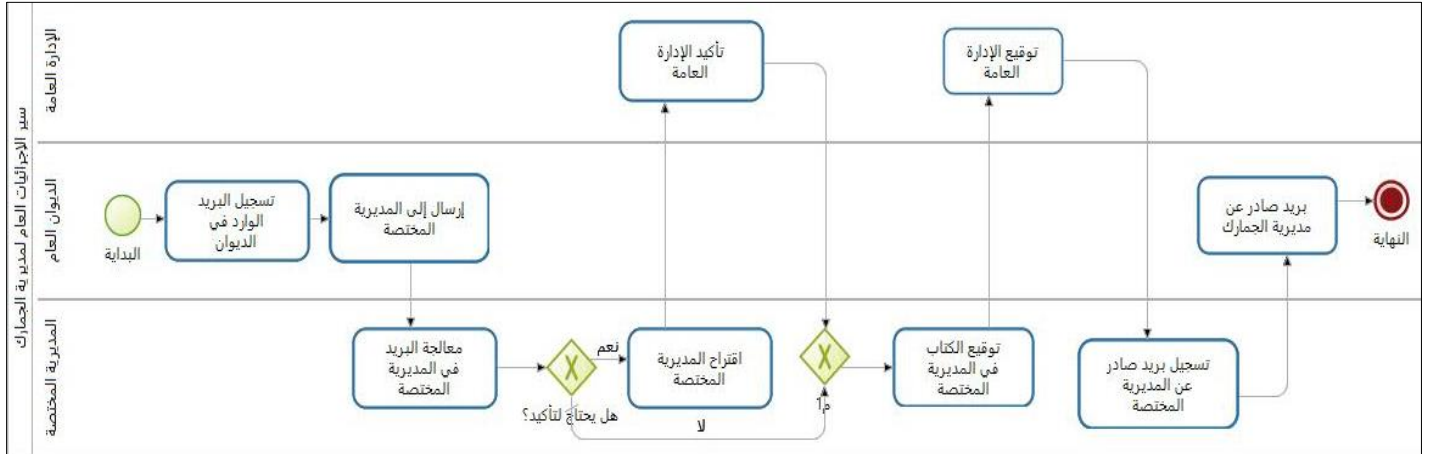 سير الإجرائيات العام لمديرية الجمارك
الإدارة العامة
تأكيد الإدارة
العامة
توقيع الإدارة
العامة
الديوان العام
البداية
تسجيل البريد
الوارد في
الديوان
إرسال إلى المديرية
المختصة
بريد صادر عن
مديرية الجمارك
النهاية
المديرية المختصة
معالجة البريد
في المديرية
المختصة
هل يحتاج لتأكيد؟
نعم
لا
اقتراح المديرية
المختصة
م1
توقيع الكتاب
في المديرية
المختصة
تسجيل بريد صادر
عن المديرية
المختصة